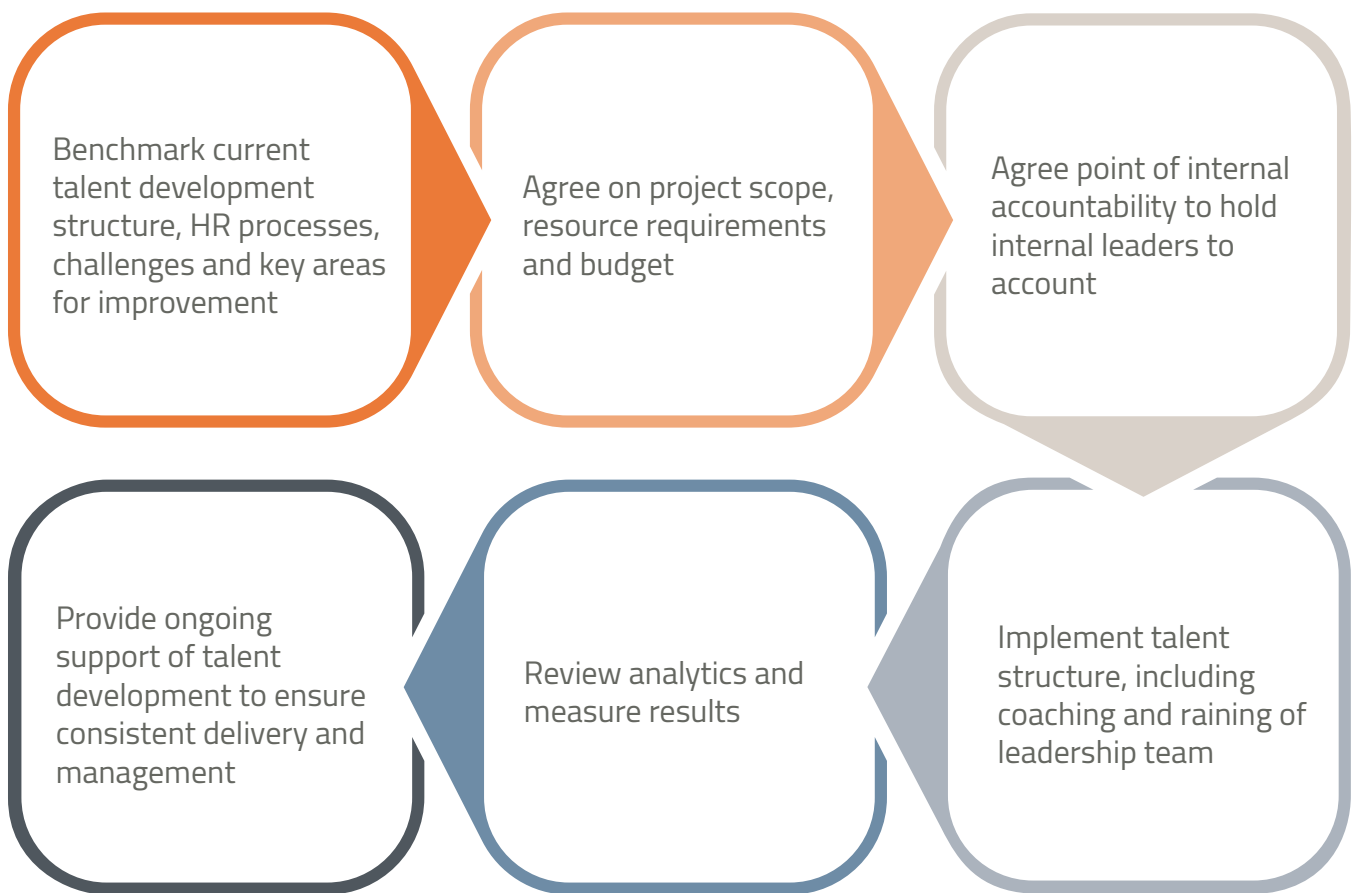 Benchmark current
talent development
structure, HR processes,
challenges and key areas
for improvement
Agree on project scope,
resource requirements
and budget
Agree point of internal
accountability to hold
internal leaders to
account
Implement talent
structure, including
coaching and raining of
leadership team
Review analytics and
measure results
Provide ongoing
support of talent
development to ensure
consistent delivery and
management